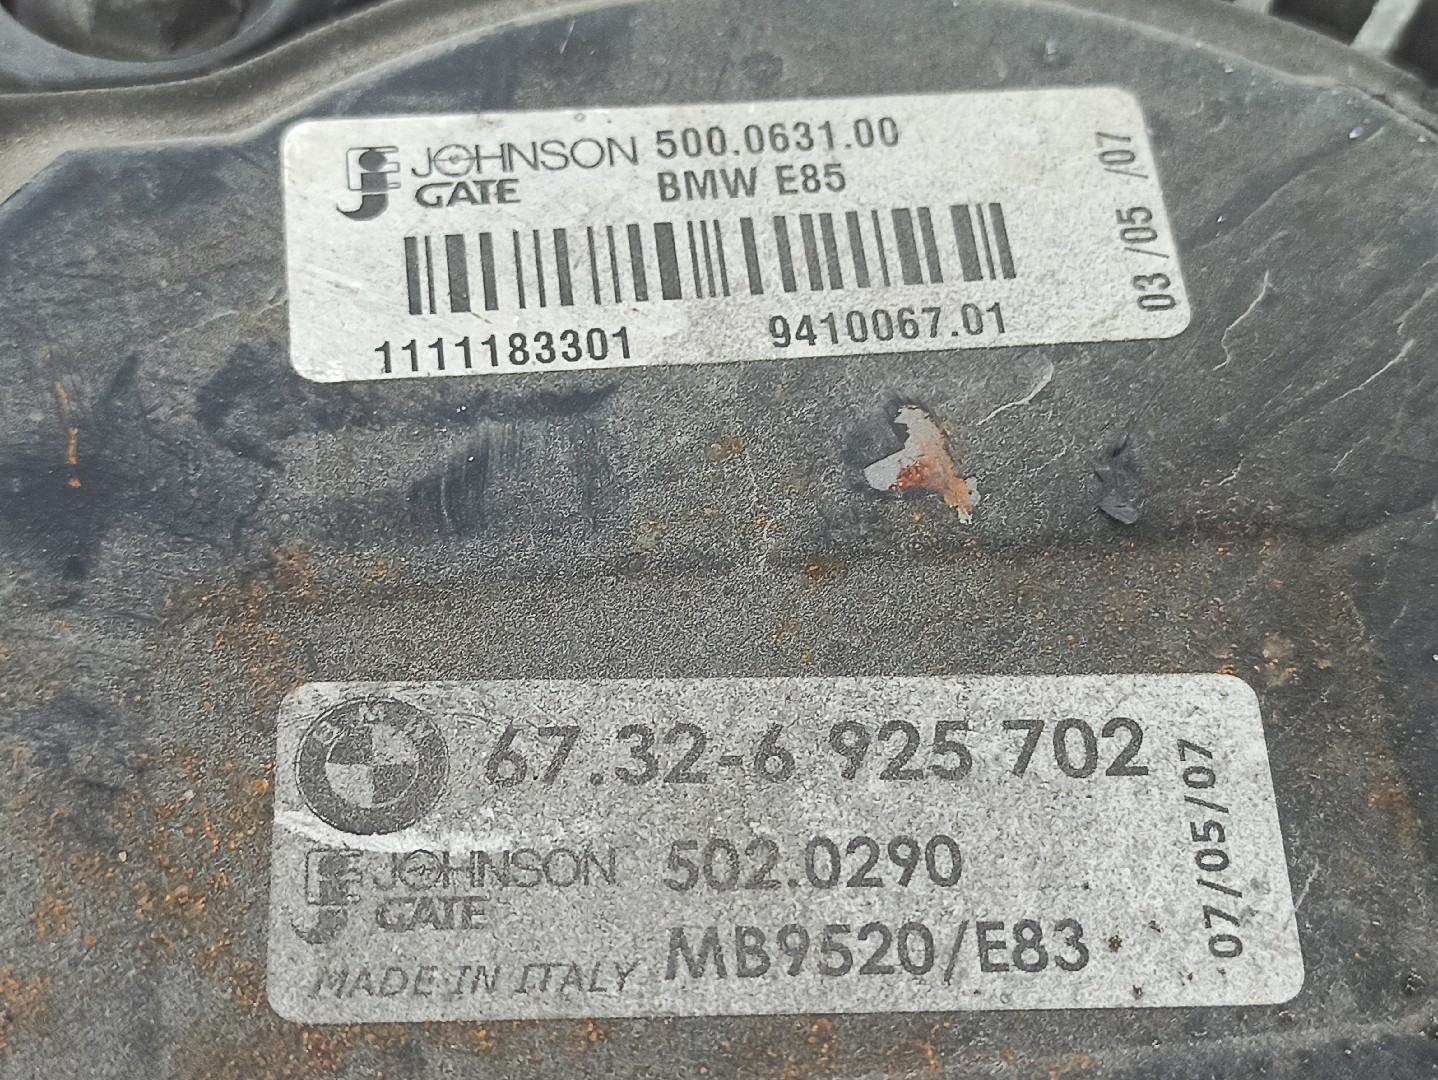 JOHNSON 500.0631.00
GATE BMW E85
1111183301 9410067.01
03 /05 /07
BMW 67.32-6 925 702
JOHNSON 502.0290
GATE
MADE IN ITALY MB9520/E83
07/05/07